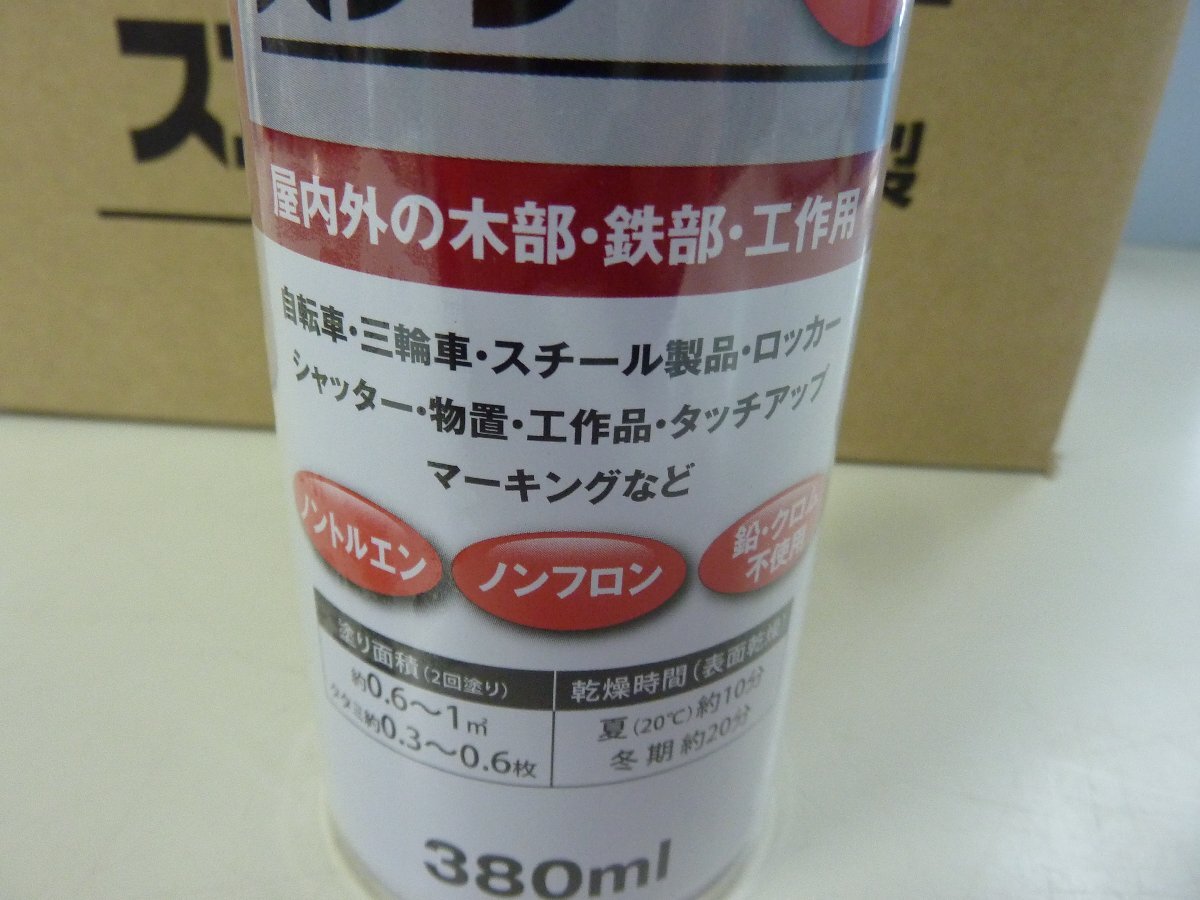 製
屋内外の木部・鉄部・工作用
自転車・三輪車・スチール製品・ロッカー
シャッター・物置・工作品・タッチアップ
マーキングなど
ノントルエン
ノンフロン
鉛・クロム
不使用
塗り面積(2回塗り)
約0.6〜1㎡
タタミ約0.3〜0.6枚
乾燥時間(表面乾燥)
夏(20℃)約10分
冬期約20分
380ml